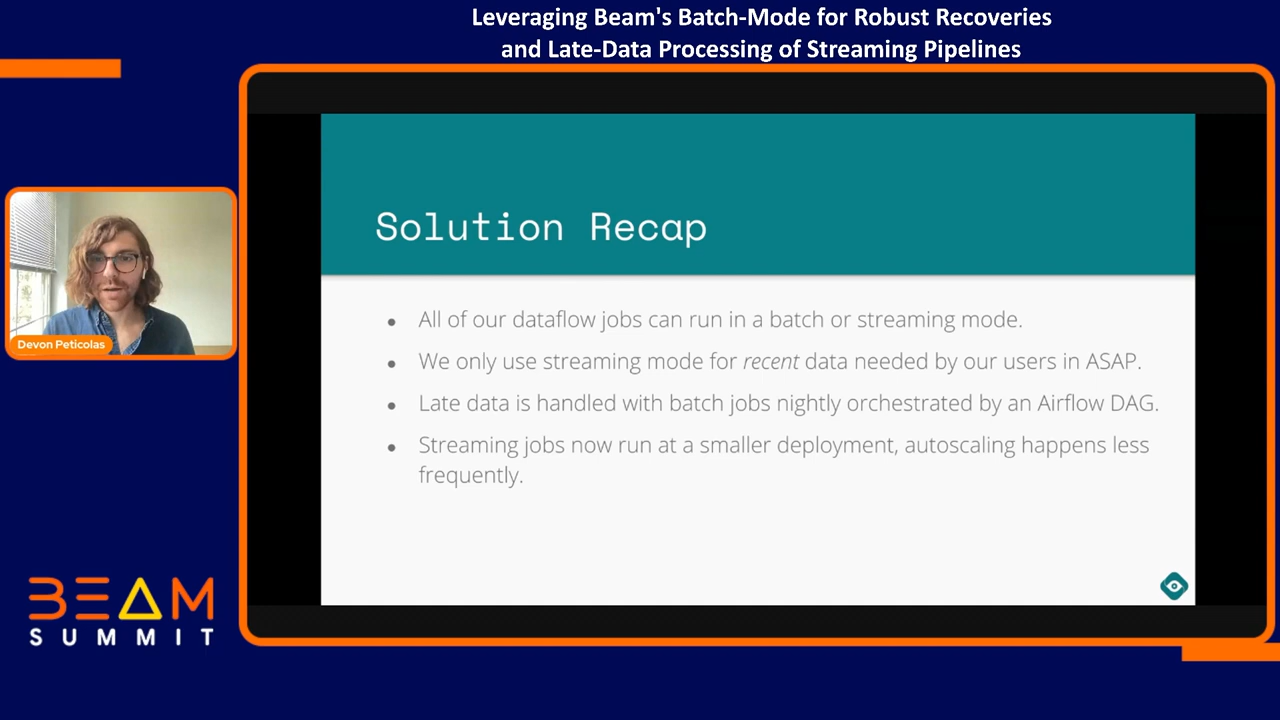 Leveraging Beam's Batch-Mode for Robust Recoveries
and Late-Data Processing of Streaming Pipelines
Solution Recap
• All of our dataflow jobs can run in a batch or streaming mode.
• We only use streaming mode for recent data needed by our users in ASAP.
• Late data is handled with batch jobs nightly orchestrated by an Airflow DAG.
• Streaming jobs now run at a smaller deployment, autoscaling happens less
frequently.
Devon Peticolas
BEAM
SUMMIT